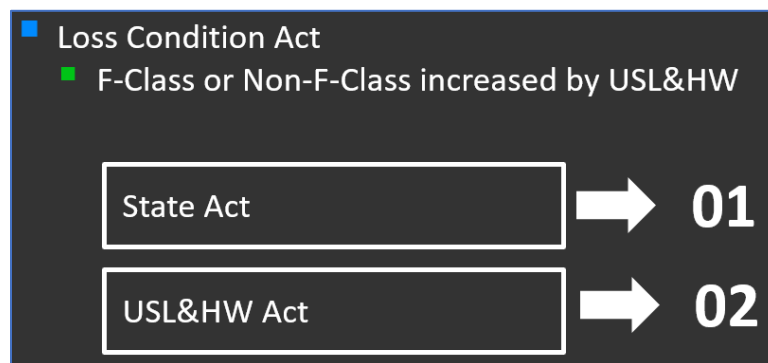 Loss Condition Act
F-Class or Non-F-Class increased by USL&HW
State Act 01
USL&HW Act 02